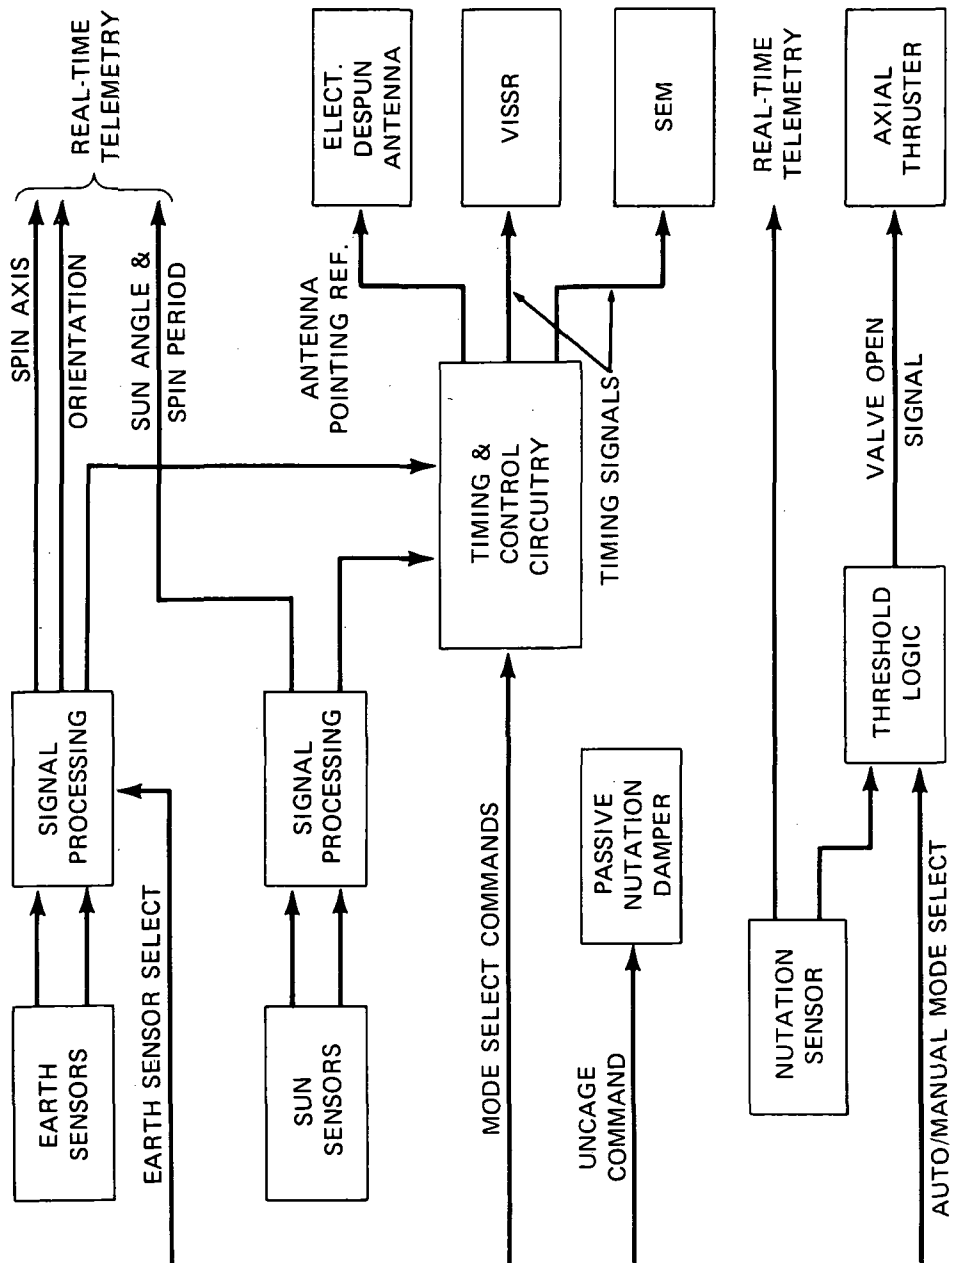 EARTH
SENSORS
SIGNAL
PROCESSING
SPIN AXIS
ORIENTATION
REAL-TIME
TELEMETRY
EARTH SENSOR SELECT
SUN ANGLE &
SPIN PERIOD
SUN
SENSORS
SIGNAL
PROCESSING
ANTENNA
POINTING REF.
ELECT.
DESPUN
ANTENNA
MODE SELECT COMMANDS
TIMING &
CONTROL
CIRCUITRY
VISSR
TIMING SIGNALS
SEM
UNCAGE
COMMAND
PASSIVE
NUTATION
DAMPER
REAL-TIME
TELEMETRY
NUTATION
SENSOR
THRESHOLD
LOGIC
VALVE OPEN
SIGNAL
AXIAL
THRUSTER
AUTO/MANUAL MODE SELECT